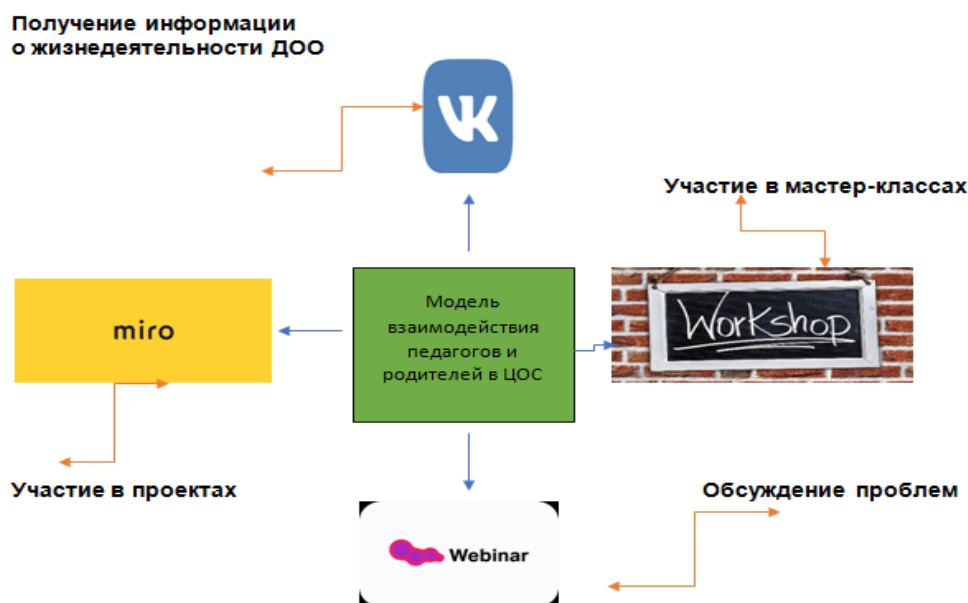 Получение информации
о жизнедеятельности ДОО
VK
Участие в мастер-классах
miro
Модель
взаимодействия
педагогов и
родителей в ЦОС
Workshop
Участие в проектах
Обсуждение проблем
Webinar